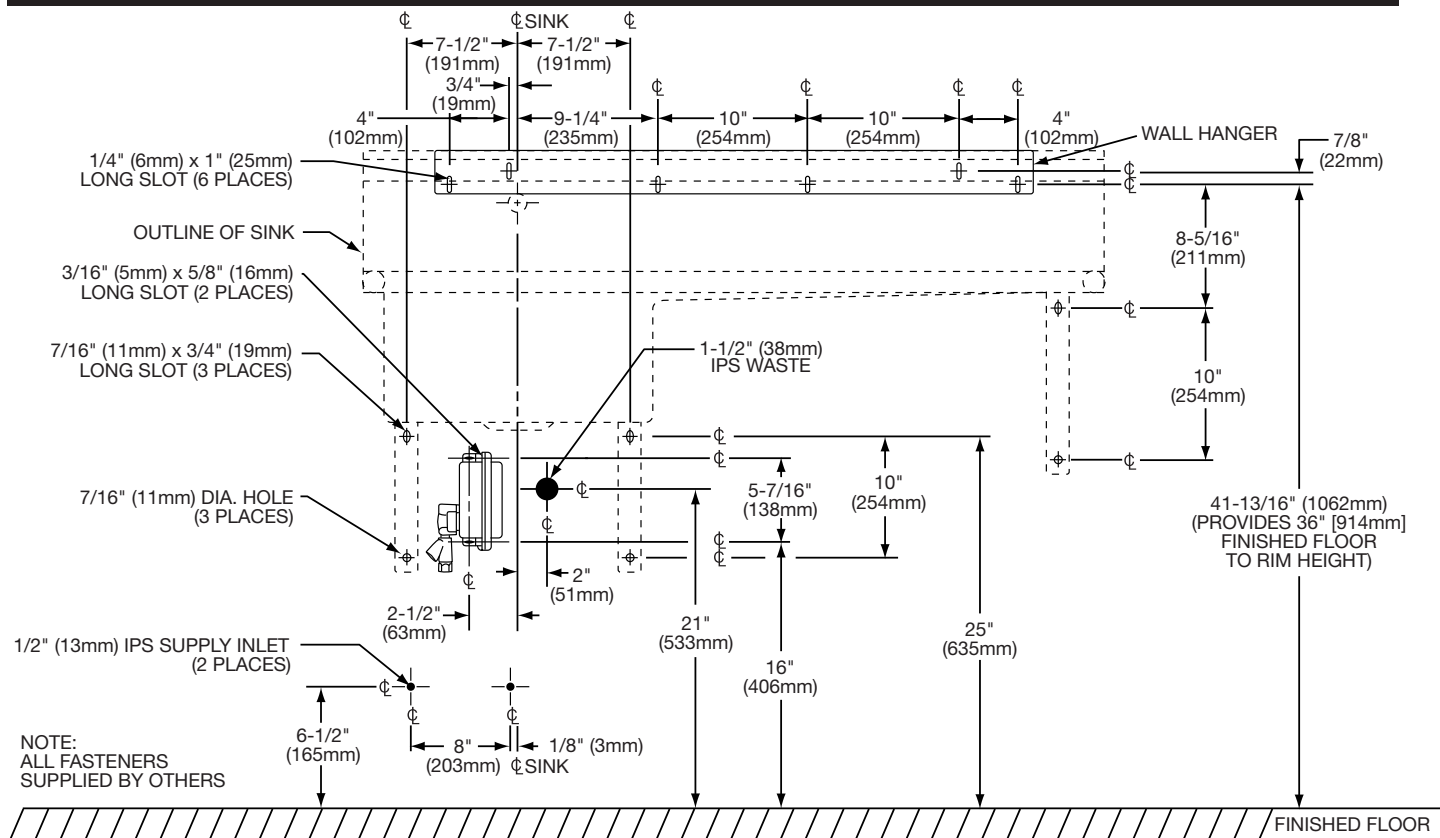 ℄ ℄ SINK ℄
7-1/2" 7-1/2"
(191mm) (191mm)
3/4"
(19mm)
℄ ℄ ℄ ℄
4" 9-1/4" 10" 10" 4"
(102mm) (235mm) (254mm) (254mm) (102mm)
WALL HANGER
7/8"
(22mm)
1/4" (6mm) x 1" (25mm)
LONG SLOT (6 PLACES)
℄
℄
OUTLINE OF SINK
8-5/16"
(211mm)
3/16" (5mm) x 5/8" (16mm)
LONG SLOT (2 PLACES)
℄
7/16" (11mm) x 3/4" (19mm)
LONG SLOT (3 PLACES)
1-1/2" (38mm)
IPS WASTE
10"
(254mm)
℄
℄
℄
7/16" (11mm) DIA. HOLE
(3 PLACES)
℄
℄
5-7/16"
(138mm)
10"
(254mm)
41-13/16" (1062mm)
(PROVIDES 36" [914mm]
FINISHED FLOOR
TO RIM HEIGHT)
℄
℄
℄
2"
(51mm)
2-1/2"
(63mm)
21"
(533mm)
25"
(635mm)
16"
(406mm)
1/2" (13mm) IPS SUPPLY INLET
(2 PLACES)
℄
℄ ℄
6-1/2"
(165mm)
8"
(203mm)
1/8" (3mm)
℄ SINK
NOTE:
ALL FASTENERS
SUPPLIED BY OTHERS
FINISHED FLOOR